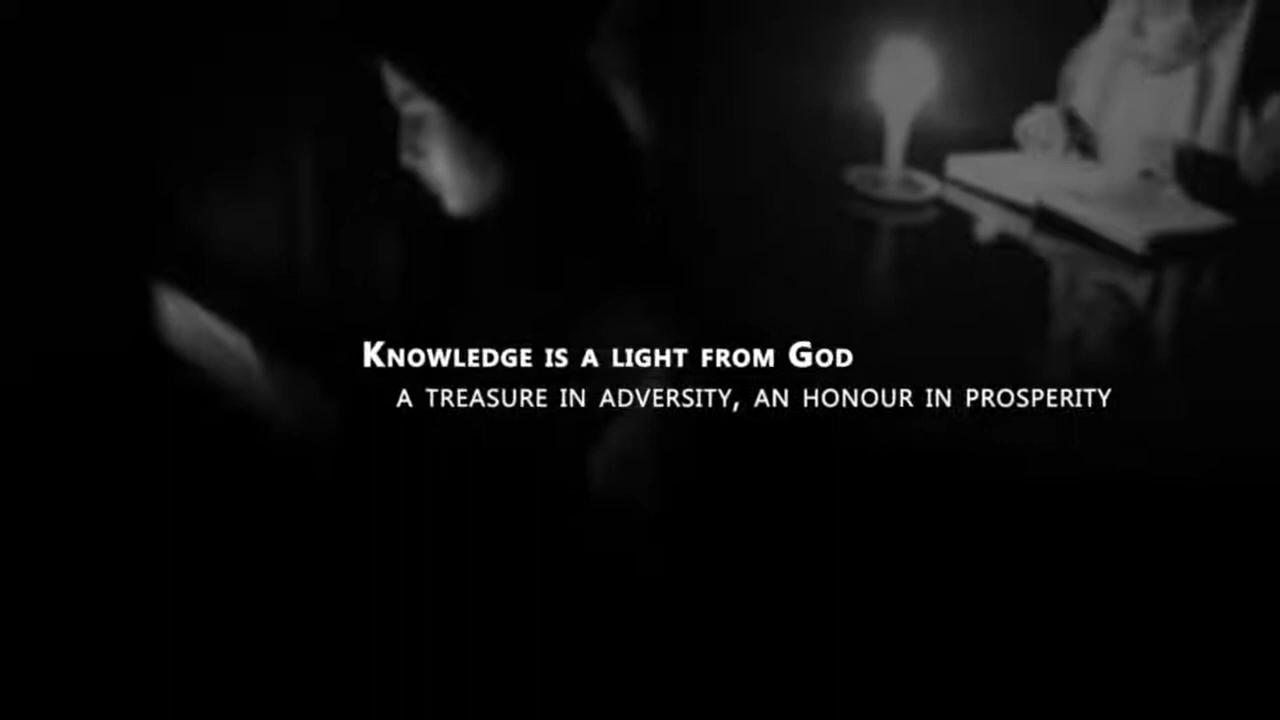 Knowledge is a light from God
a treasure in adversity, an honour in prosperity